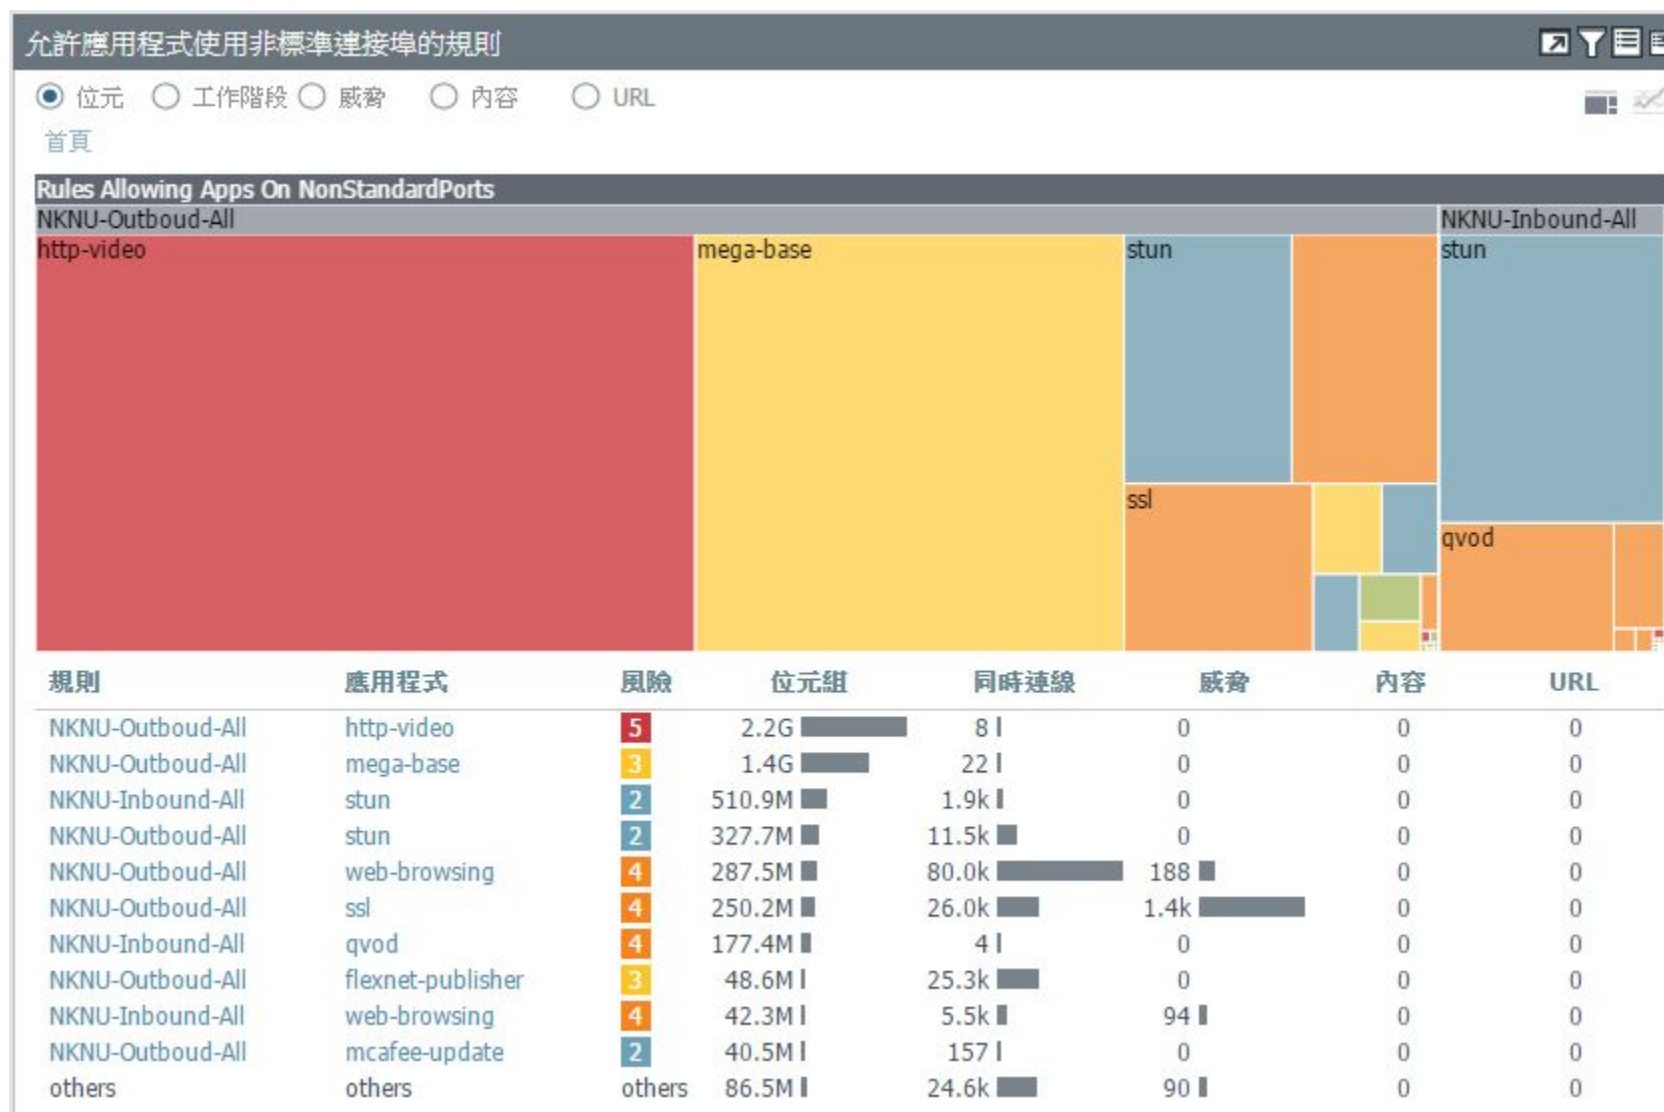 允許應用程式使用非標準連接埠的規則
位元 工作階段 威脅 內容 URL
首頁
Rules Allowing Apps On NonStandardPorts
NKNU-Outboud-All NKNU-Inbound-All
http-video mega-base stun stun
ssl
qvod
規則 應用程式 風險 位元組 同時連線 威脅 內容 URL
NKNU-Outboud-All http-video 5 2.2G 8 0 0 0
NKNU-Outboud-All mega-base 3 1.4G 22 0 0 0
NKNU-Inbound-All stun 2 510.9M 1.9k 0 0 0
NKNU-Outboud-All stun 2 327.7M 11.5k 0 0 0
NKNU-Outboud-All web-browsing 4 287.5M 80.0k 188 0 0
NKNU-Outboud-All ssl 4 250.2M 26.0k 1.4k 0 0
NKNU-Inbound-All qvod 4 177.4M 4 0 0 0
NKNU-Outboud-All flexnet-publisher 3 48.6M 25.3k 0 0 0
NKNU-Inbound-All web-browsing 4 42.3M 5.5k 94 0 0
NKNU-Outboud-All mcafee-update 2 40.5M 157 0 0 0
others others others 86.5M 24.6k 90 0 0